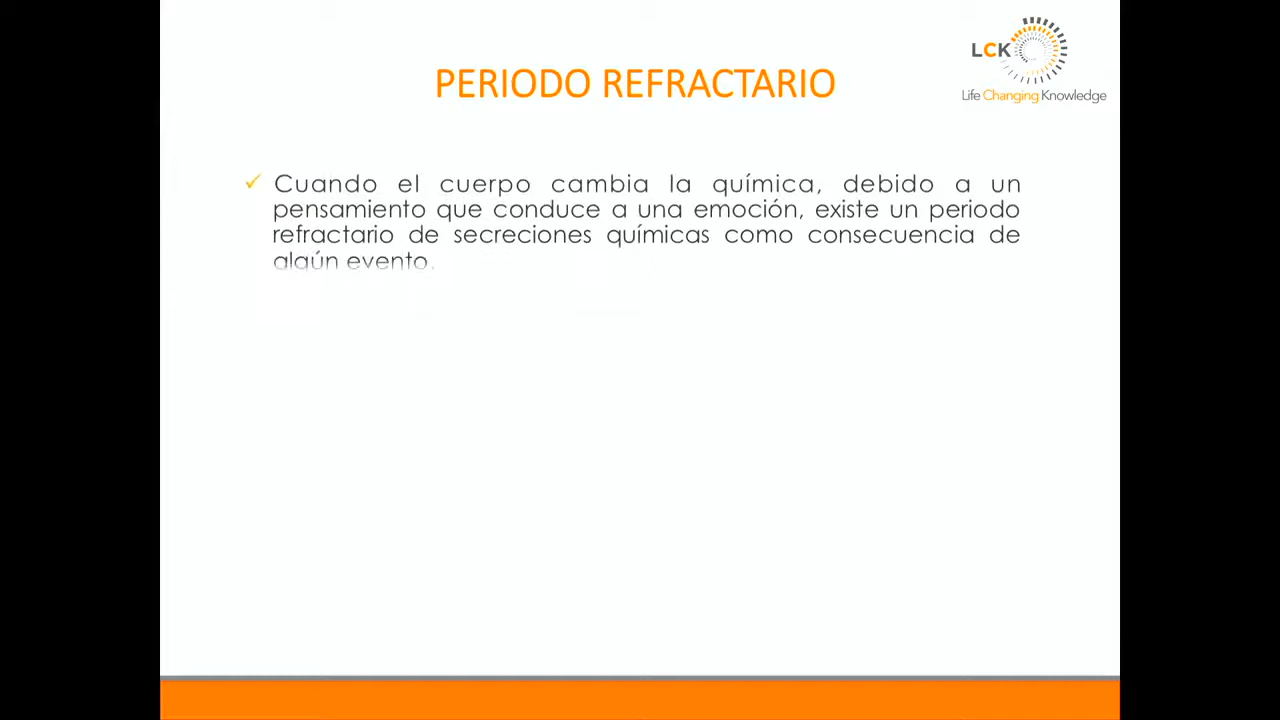 LCK
Life Changing Knowledge
PERIODO REFRACTARIO
✓ Cuando el cuerpo cambia la química, debido a un
pensamiento que conduce a una emoción, existe un periodo
refractario de secreciones químicas como consecuencia de
algún evento.